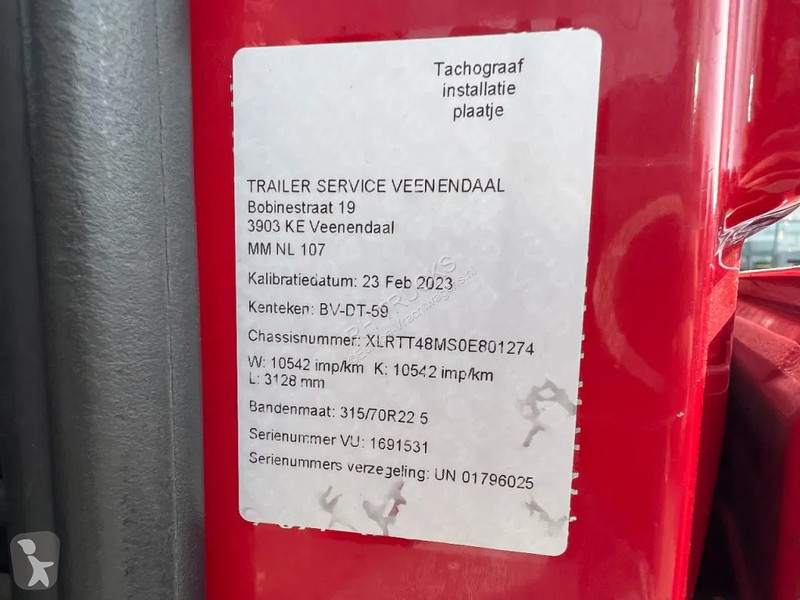 Tachograaf
installatie
plaatje
TRAILER SERVICE VEENENDAAL
Bobinestraat 19
3903 KE Veenendaal
MM NL 107
Kalibratiedatum: 23 Feb 2023
Kenteken: BV-DT-59
Chassisnummer: XLRTT48MS0E801274
W: 10542 imp/km K: 10542 imp/km
L: 3128 mm
Bandenmaat: 315/70R22 5
Serienummer VU: 1691531
Serienummers verzegeling: UN 01796025